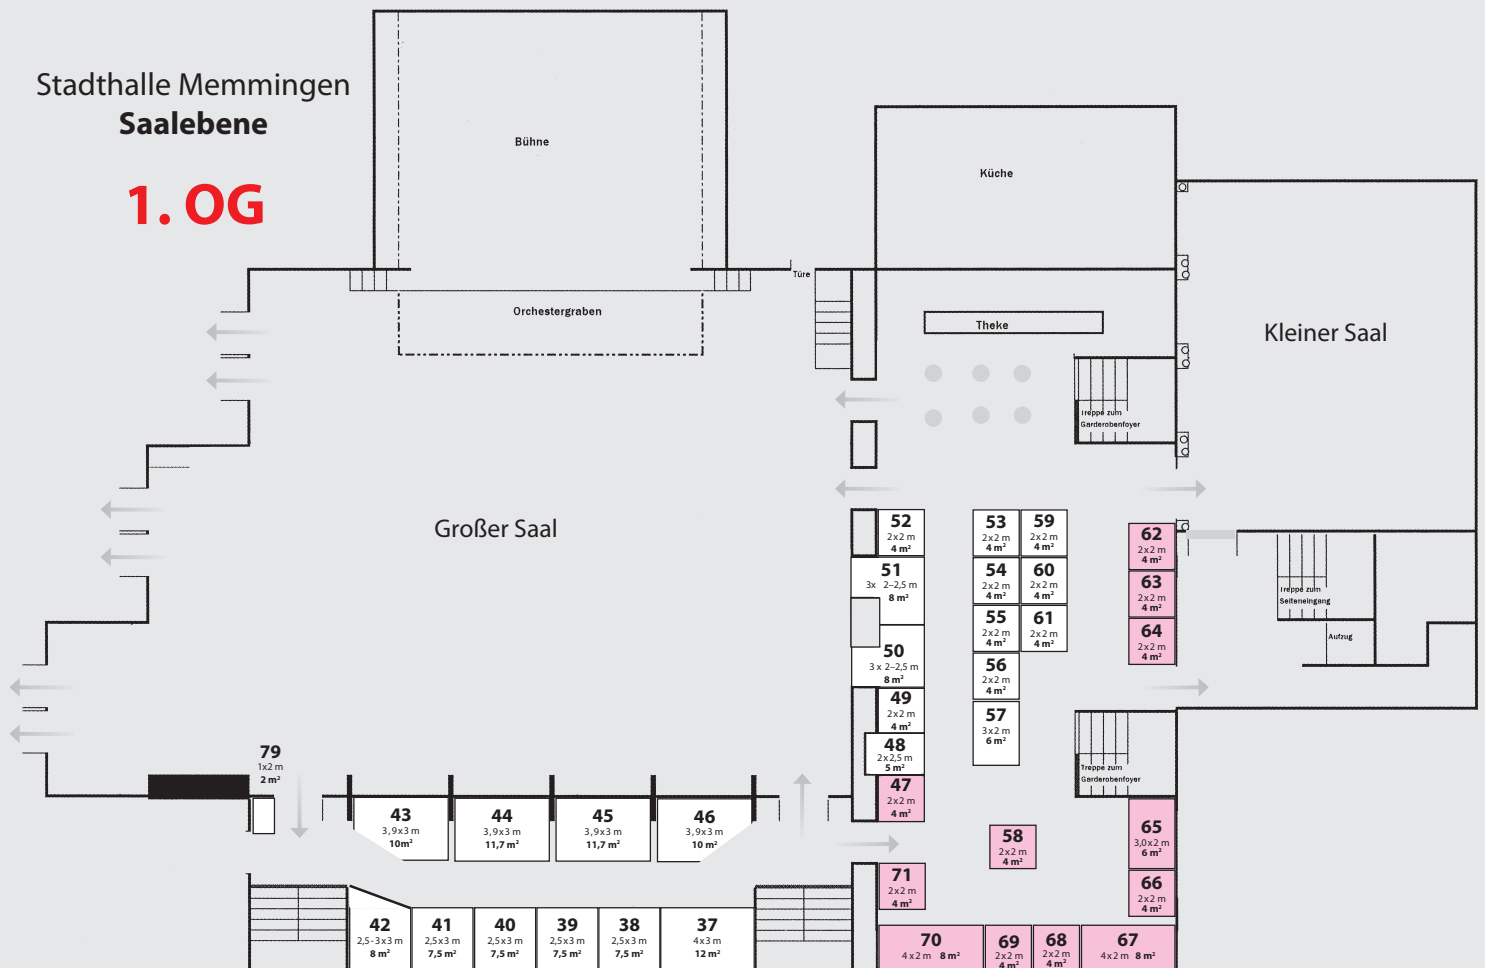 Stadthalle Memmingen
Saalebene
1. OG
Bühne
Küche
Türe
Orchestergraben
Theke
Kleiner Saal
Treppe zum
Garderobenfoyer
Großer Saal
52
2x2 m
4 m²
53
2x2 m
4 m²
59
2x2 m
4 m²
62
2x2 m
4 m²
51
3x 2–2,5 m
8 m²
54
2x2 m
4 m²
60
2x2 m
4 m²
63
2x2 m
4 m²
Treppe zum
Seiteneingang
55
2x2 m
4 m²
61
2x2 m
4 m²
64
2x2 m
4 m²
Aufzug
50
3 x 2–2,5 m
8 m²
56
2x2 m
4 m²
49
2x2 m
4 m²
57
3x2 m
6 m²
48
2x2,5 m
5 m²
79
1x2 m
2 m²
Treppe zum
Garderobenfoyer
47
2x2 m
4 m²
43
3,9x3 m
10m²
44
3,9x3 m
11,7 m²
45
3,9x3 m
11,7 m²
46
3,9x3 m
10 m²
58
2x2 m
4 m²
65
3,0x2 m
6 m²
71
2x2 m
4 m²
66
2x2 m
4 m²
42
2,5-3x3 m
8 m²
41
2,5x3 m
7,5 m²
40
2,5x3 m
7,5 m²
39
2,5x3 m
7,5 m²
38
2,5x3 m
7,5 m²
37
4x3 m
12 m²
70
4x2 m 8 m²
69
2x2 m
4 m²
68
2x2 m
4 m²
67
4x2 m 8 m²